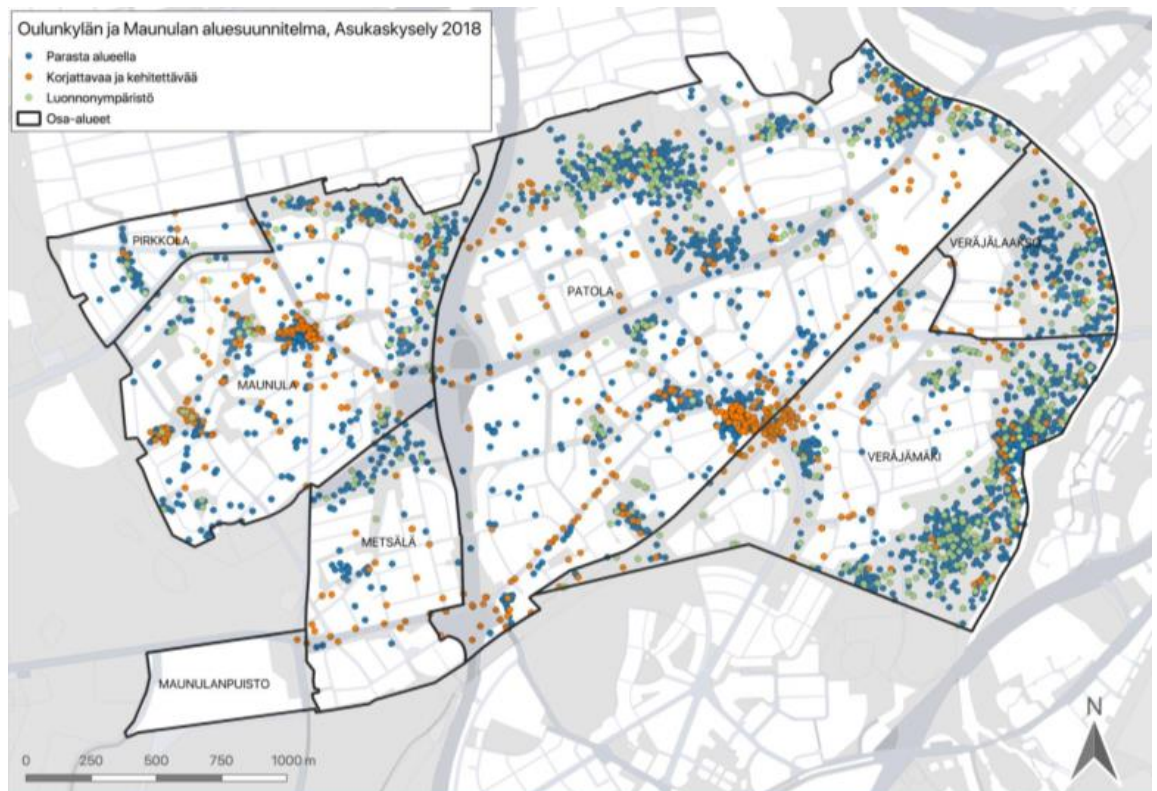 Oulunkylän ja Maunulan aluesuunnitelma, Asukaskysely 2018
Parasta alueella
Korjattavaa ja kehitettävää
Luonnonympäristö
Osa-alueet
PIRKKOLA
VERÄJÄLAAKSO
PATOLA
MAUNULA
VERÄJÄMÄKI
METSÄLÄ
MAUNULANPUISTO
N
0 250 500 750 1000 m